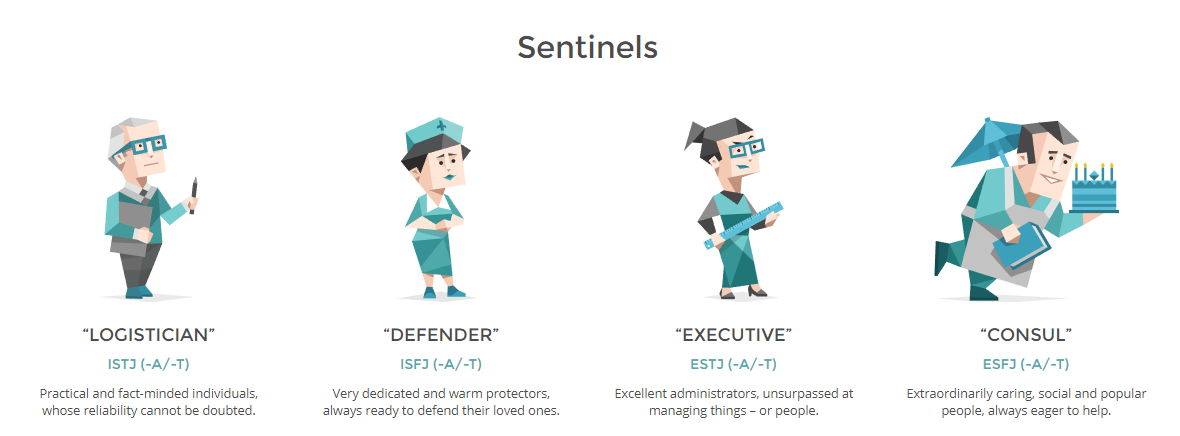 Sentinels
“LOGISTICIAN”
ISTJ (-A/-T)
Practical and fact-minded individuals,
whose reliability cannot be doubted.
“DEFENDER”
ISFJ (-A/-T)
Very dedicated and warm protectors,
always ready to defend their loved ones.
“EXECUTIVE”
ESTJ (-A/-T)
Excellent administrators, unsurpassed at
managing things – or people.
“CONSUL”
ESFJ (-A/-T)
Extraordinarily caring, social and popular
people, always eager to help.